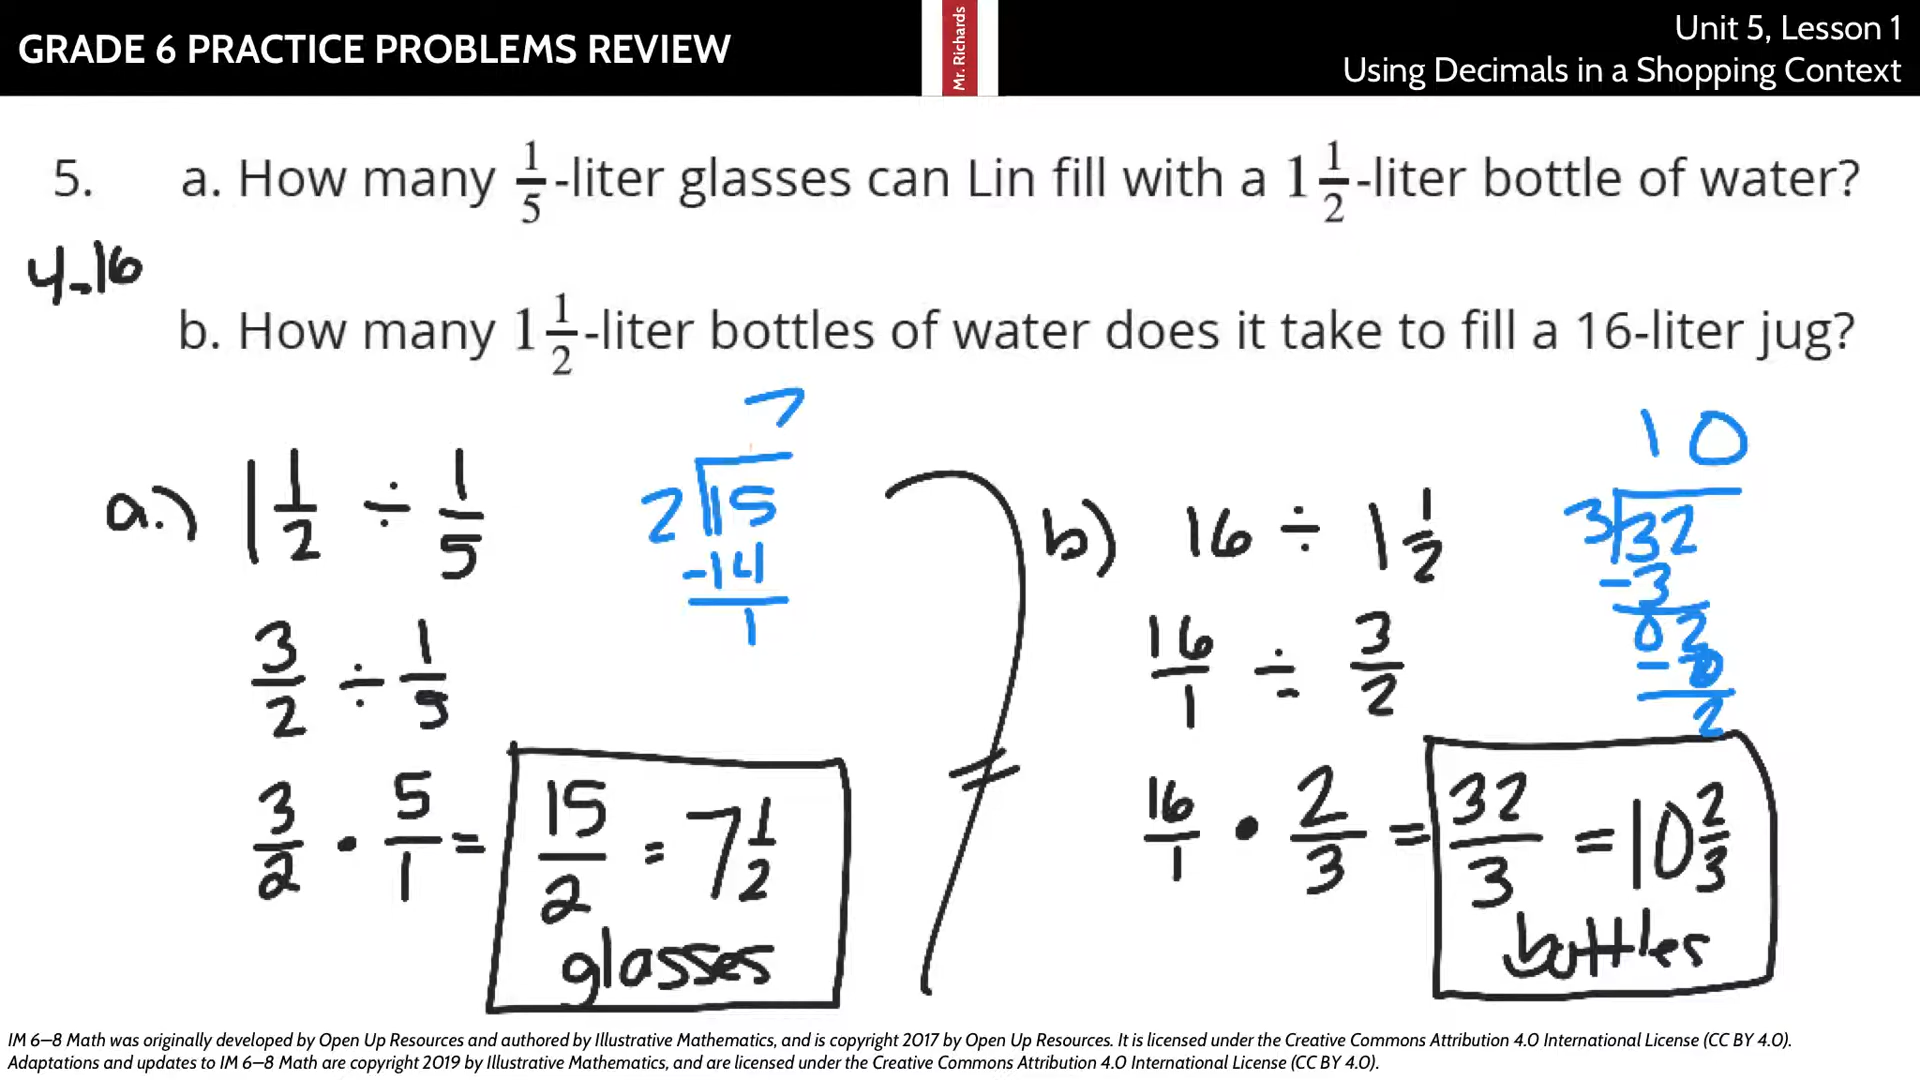 GRADE 6 PRACTICE PROBLEMS REVIEW
Mr. Richards
Unit 5, Lesson 1
Using Decimals in a Shopping Context
5. a. How many 1/5-liter glasses can Lin fill with a 1 1/2-liter bottle of water?
4.16
b. How many 1 1/2-liter bottles of water does it take to fill a 16-liter jug?
a.) 1 1/2 ÷ 1/5
3/2 ÷ 1/5
3/2 • 5/1 = 15/2 = 7 1/2
glasses
7
2 15
-14
1
b) 16 ÷ 1 1/2
16/1 ÷ 3/2
16/1 • 2/3 = 32/3 = 10 2/3
bottles
10
3 32
-3
02
-0
2
IM 6–8 Math was originally developed by Open Up Resources and authored by Illustrative Mathematics, and is copyright 2017 by Open Up Resources. It is licensed under the Creative Commons Attribution 4.0 International License (CC BY 4.0).
Adaptations and updates to IM 6–8 Math are copyright 2019 by Illustrative Mathematics, and are licensed under the Creative Commons Attribution 4.0 International License (CC BY 4.0).